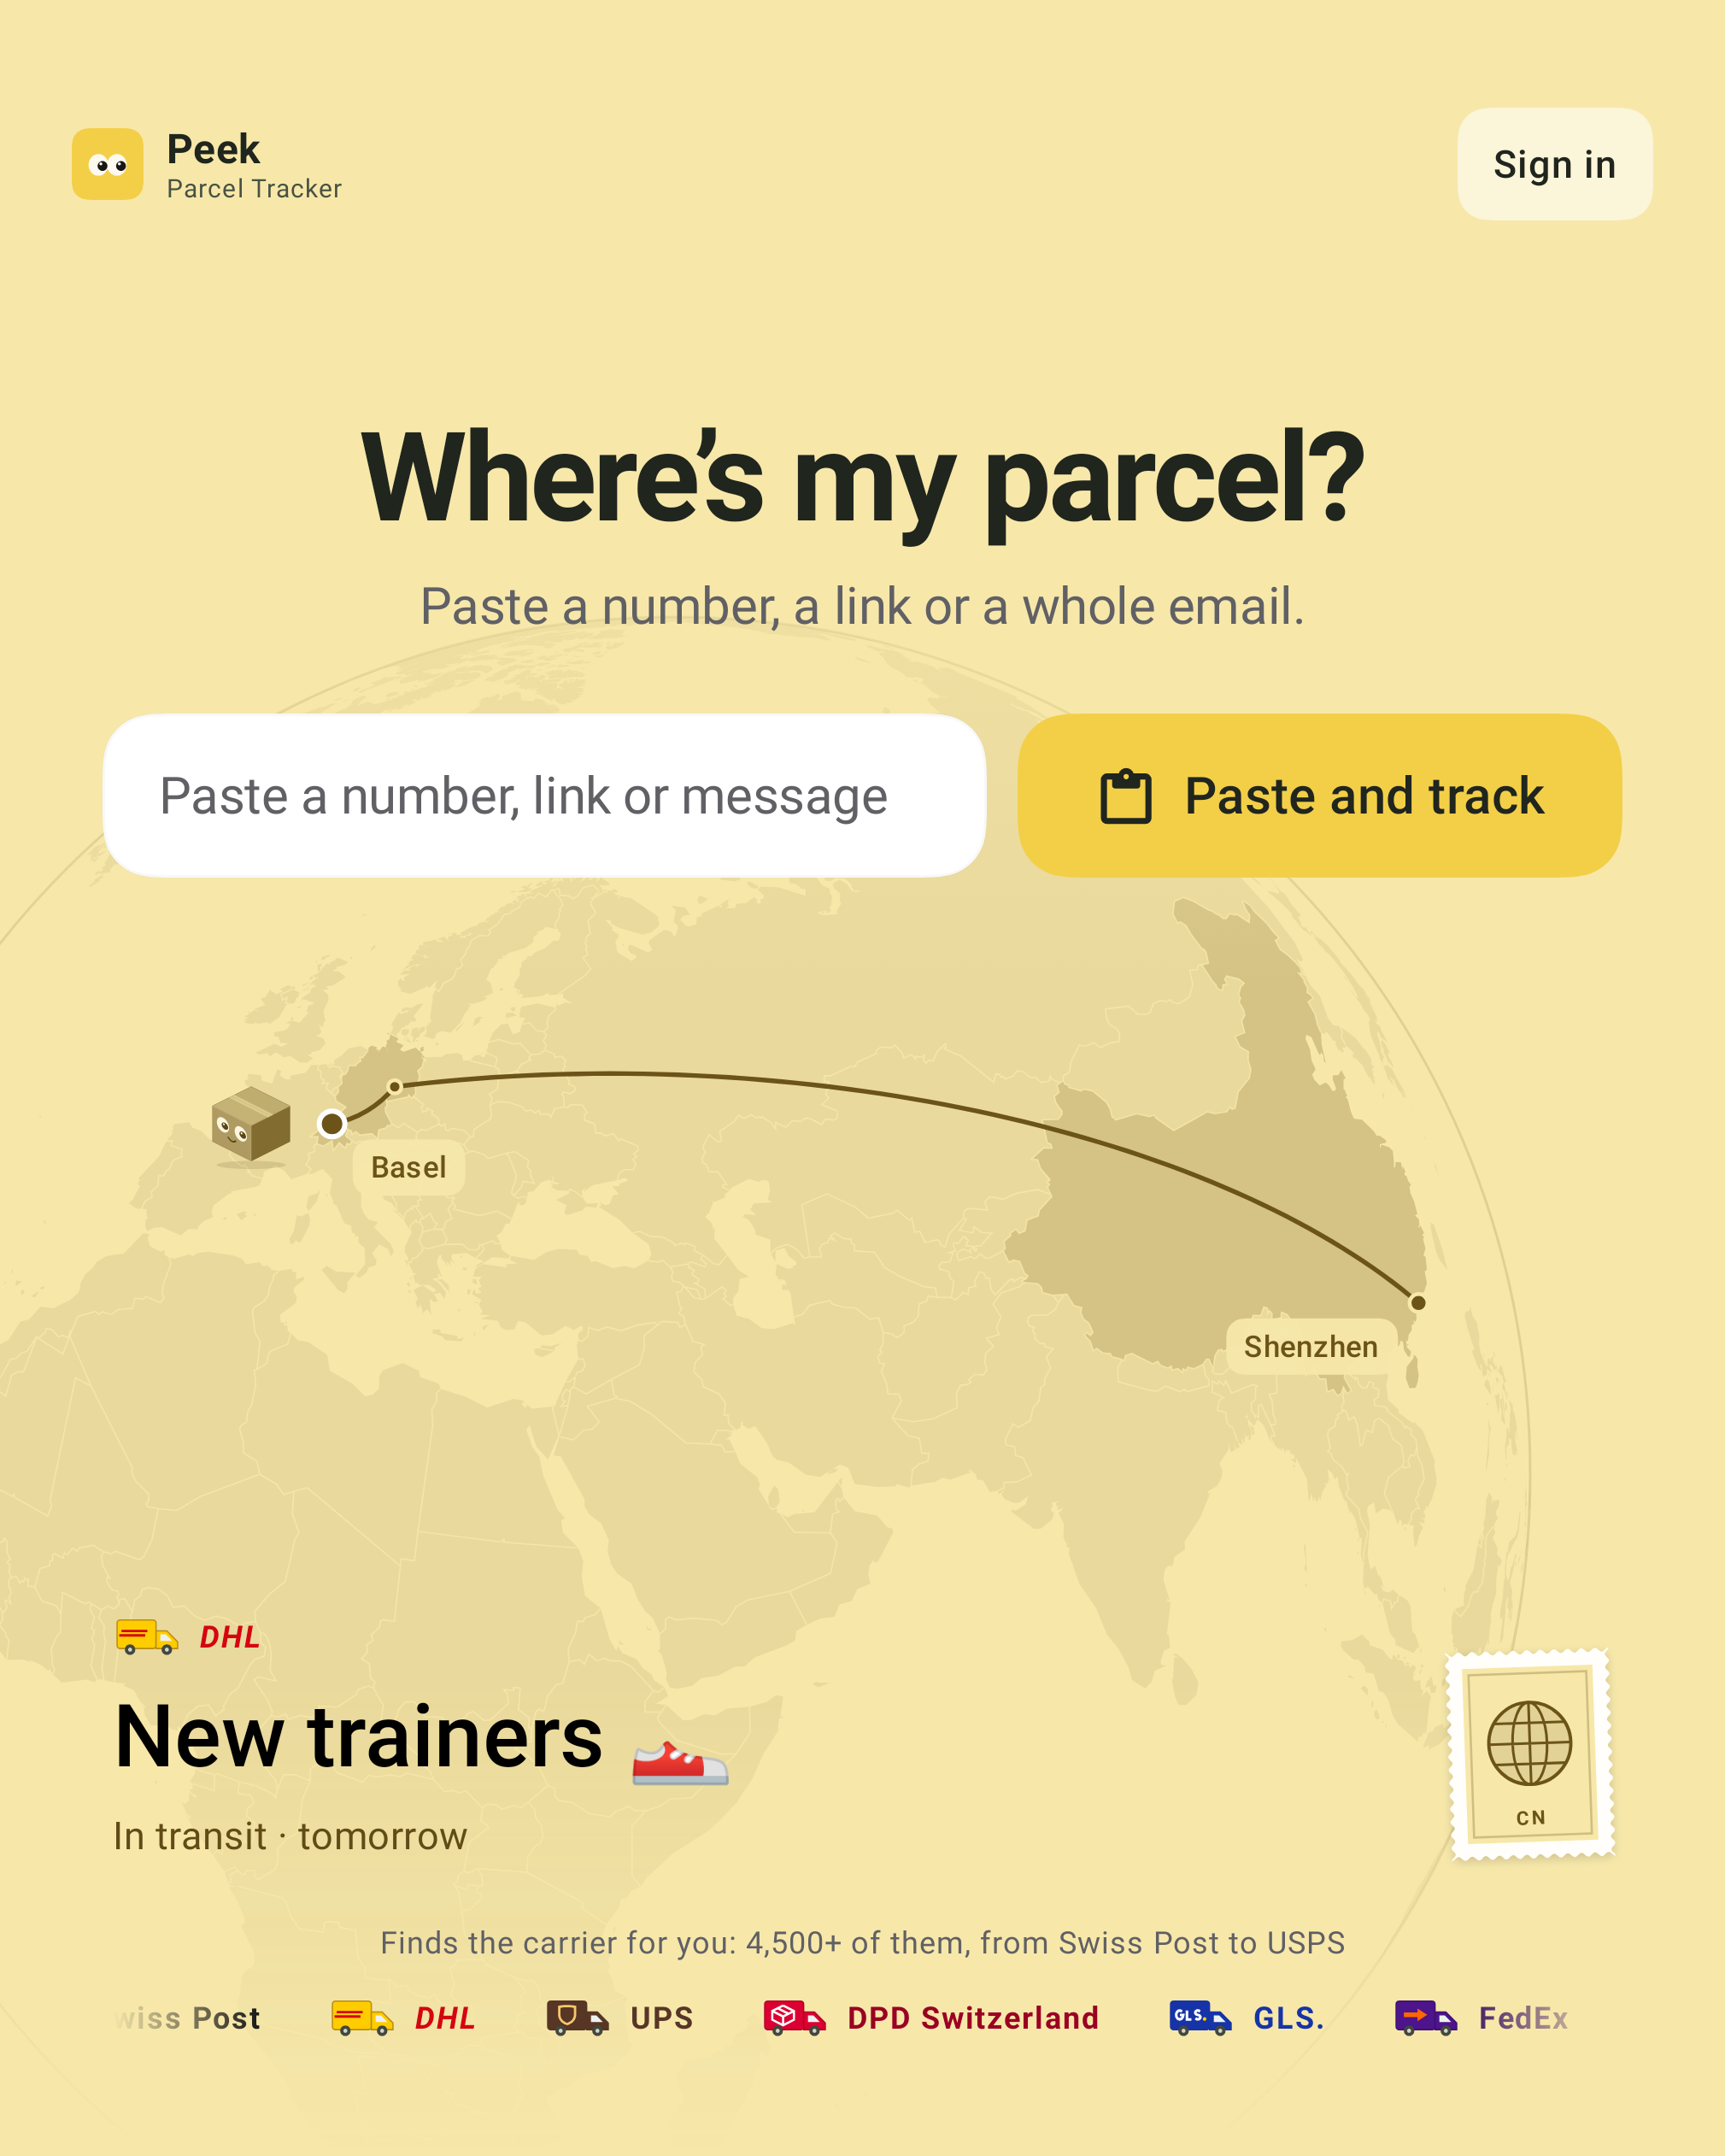 Peek
Parcel Tracker
Sign in
Where’s my parcel?
Paste a number, a link or a whole email.
Paste a number, link or message
Paste and track
Basel
Shenzhen
DHL
New trainers
In transit · tomorrow
CN
Finds the carrier for you: 4,500+ of them, from Swiss Post to USPS
wiss Post DHL UPS DPD Switzerland GLS. GLS. FedEx